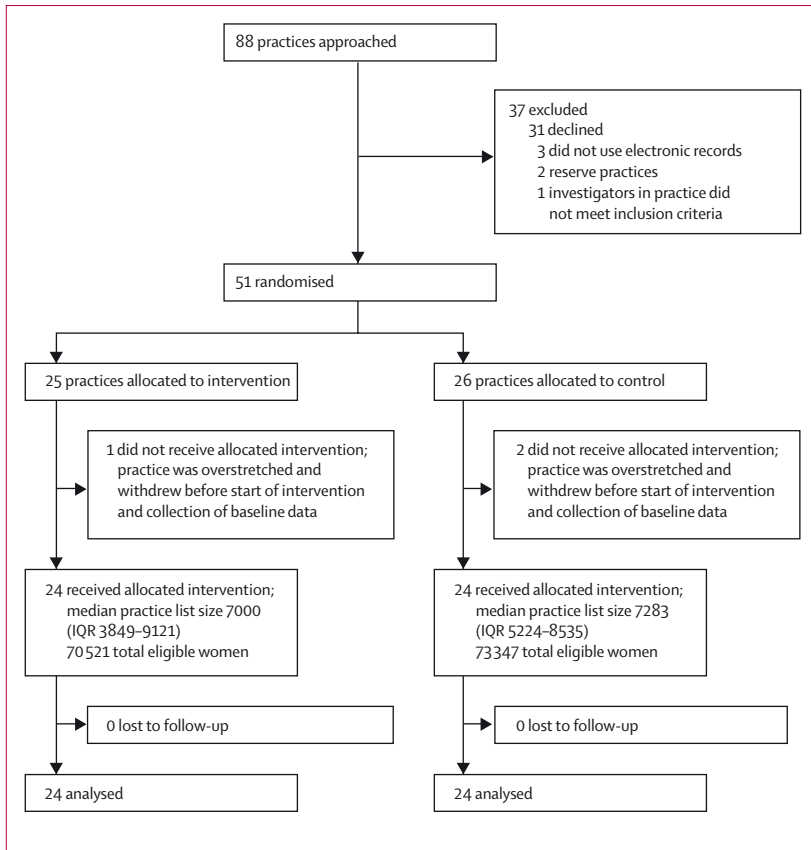 88 practices approached
37 excluded
31 declined
3 did not use electronic records
2 reserve practices
1 investigators in practice did
not meet inclusion criteria
51 randomised
25 practices allocated to intervention
26 practices allocated to control
1 did not receive allocated intervention;
practice was overstretched and
withdrew before start of intervention
and collection of baseline data
2 did not receive allocated intervention;
practice was overstretched and
withdrew before start of intervention
and collection of baseline data
24 received allocated intervention;
median practice list size 7000
(IQR 3849–9121)
70 521 total eligible women
24 received allocated intervention;
median practice list size 7283
(IQR 5224–8535)
73 347 total eligible women
0 lost to follow-up
0 lost to follow-up
24 analysed
24 analysed